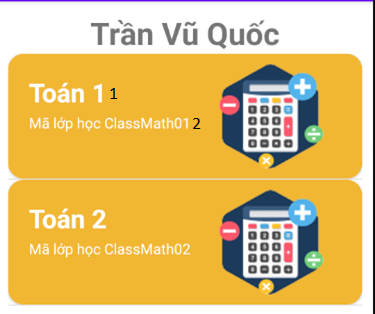 Trần Vũ Quốc
Toán 1 1
Mã lớp học ClassMath01 2
Toán 2
Mã lớp học ClassMath02